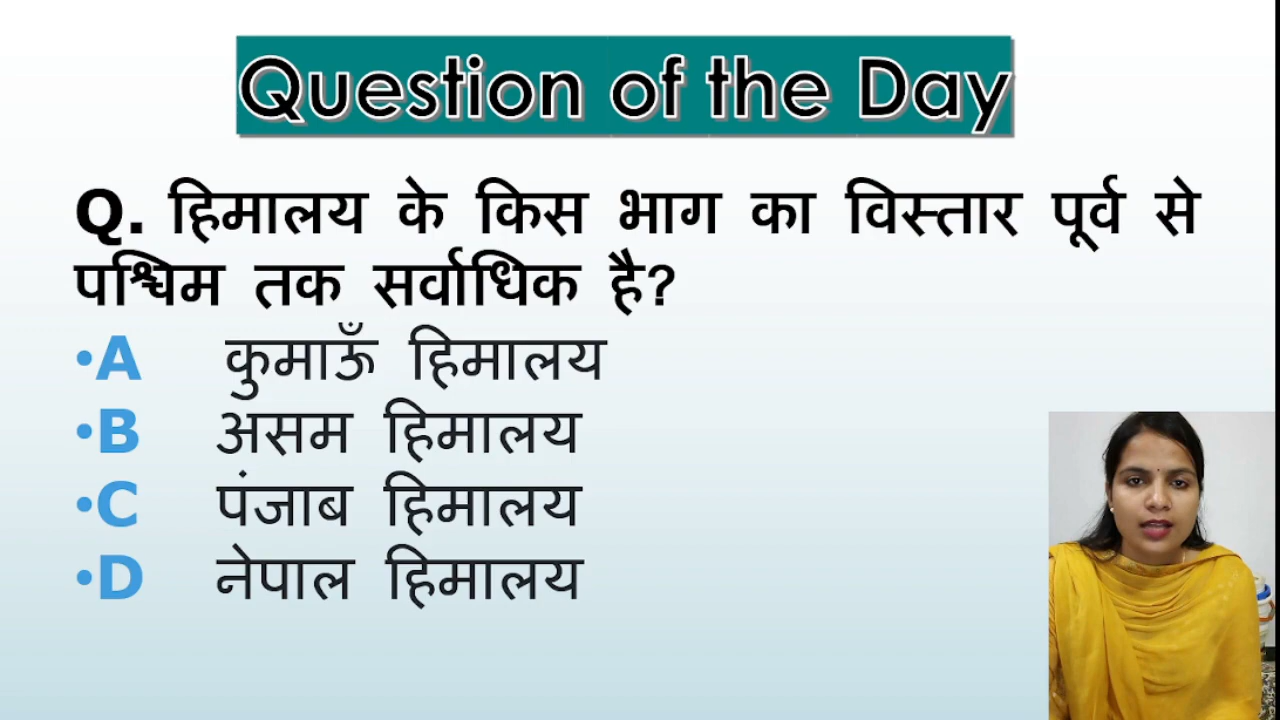 Question of the Day
Q. हिमालय के किस भाग का विस्तार पूर्व से
पश्चिम तक सर्वाधिक है?
•A कुमाऊँ हिमालय
•B असम हिमालय
•C पंजाब हिमालय
•D नेपाल हिमालय